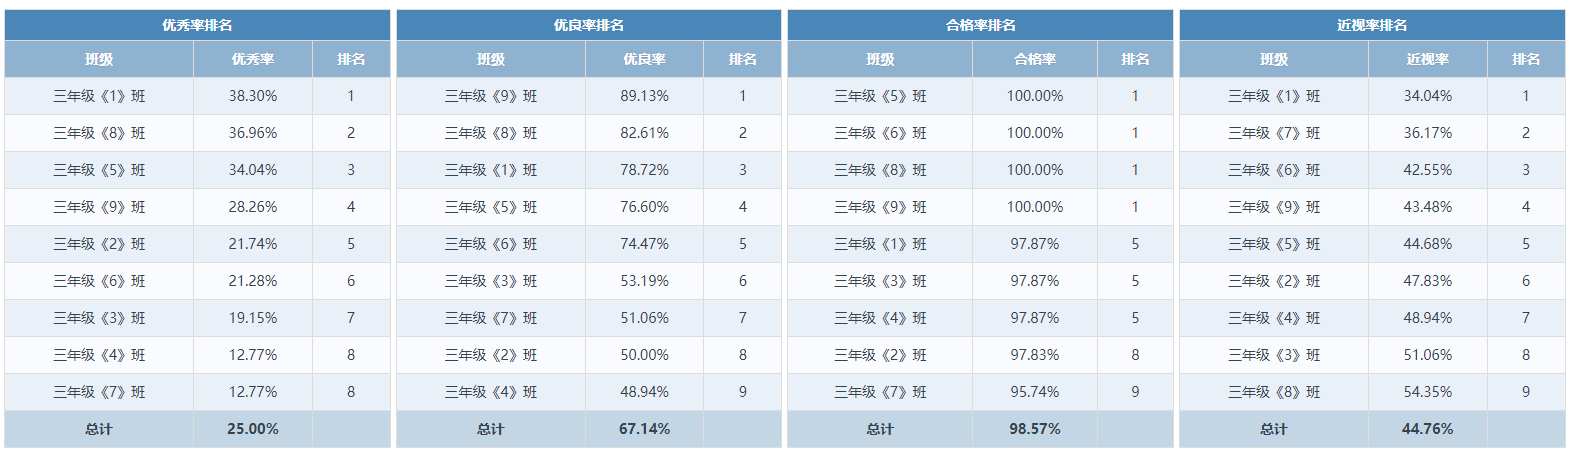 优秀率排名 优良率排名 合格率排名 近视率排名
班级 优秀率 排名 班级 优良率 排名 班级 合格率 排名 班级 近视率 排名
三年级《1》班 38.30% 1 三年级《9》班 89.13% 1 三年级《5》班 100.00% 1 三年级《1》班 34.04% 1
三年级《8》班 36.96% 2 三年级《8》班 82.61% 2 三年级《6》班 100.00% 1 三年级《7》班 36.17% 2
三年级《5》班 34.04% 3 三年级《1》班 78.72% 3 三年级《8》班 100.00% 1 三年级《6》班 42.55% 3
三年级《9》班 28.26% 4 三年级《5》班 76.60% 4 三年级《9》班 100.00% 1 三年级《9》班 43.48% 4
三年级《2》班 21.74% 5 三年级《6》班 74.47% 5 三年级《1》班 97.87% 5 三年级《5》班 44.68% 5
三年级《6》班 21.28% 6 三年级《3》班 53.19% 6 三年级《3》班 97.87% 5 三年级《2》班 47.83% 6
三年级《3》班 19.15% 7 三年级《7》班 51.06% 7 三年级《4》班 97.87% 5 三年级《4》班 48.94% 7
三年级《4》班 12.77% 8 三年级《2》班 50.00% 8 三年级《2》班 97.83% 8 三年级《3》班 51.06% 8
三年级《7》班 12.77% 8 三年级《4》班 48.94% 9 三年级《7》班 95.74% 9 三年级《8》班 54.35% 9
总计 25.00% 总计 67.14% 总计 98.57% 总计 44.76%